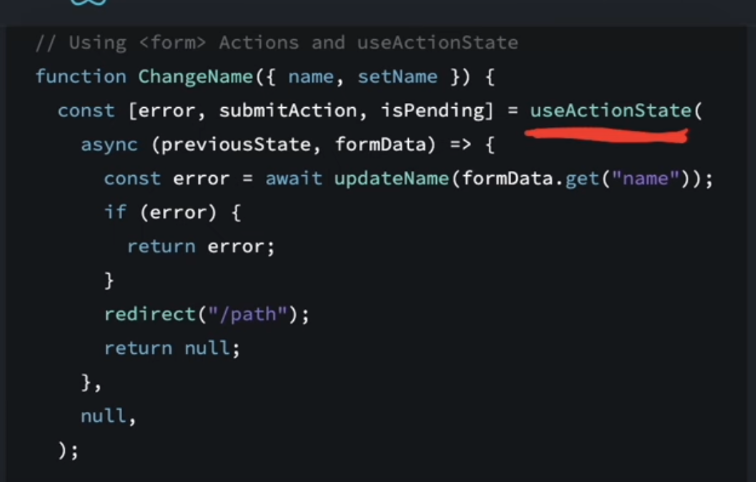 // Using <form> Actions and useActionState
function ChangeName({ name, setName }) {
const [error, submitAction, isPending] = useActionState(
async (previousState, formData) => {
const error = await updateName(formData.get("name"));
if (error) {
return error;
}
redirect("/path");
return null;
},
null,
);